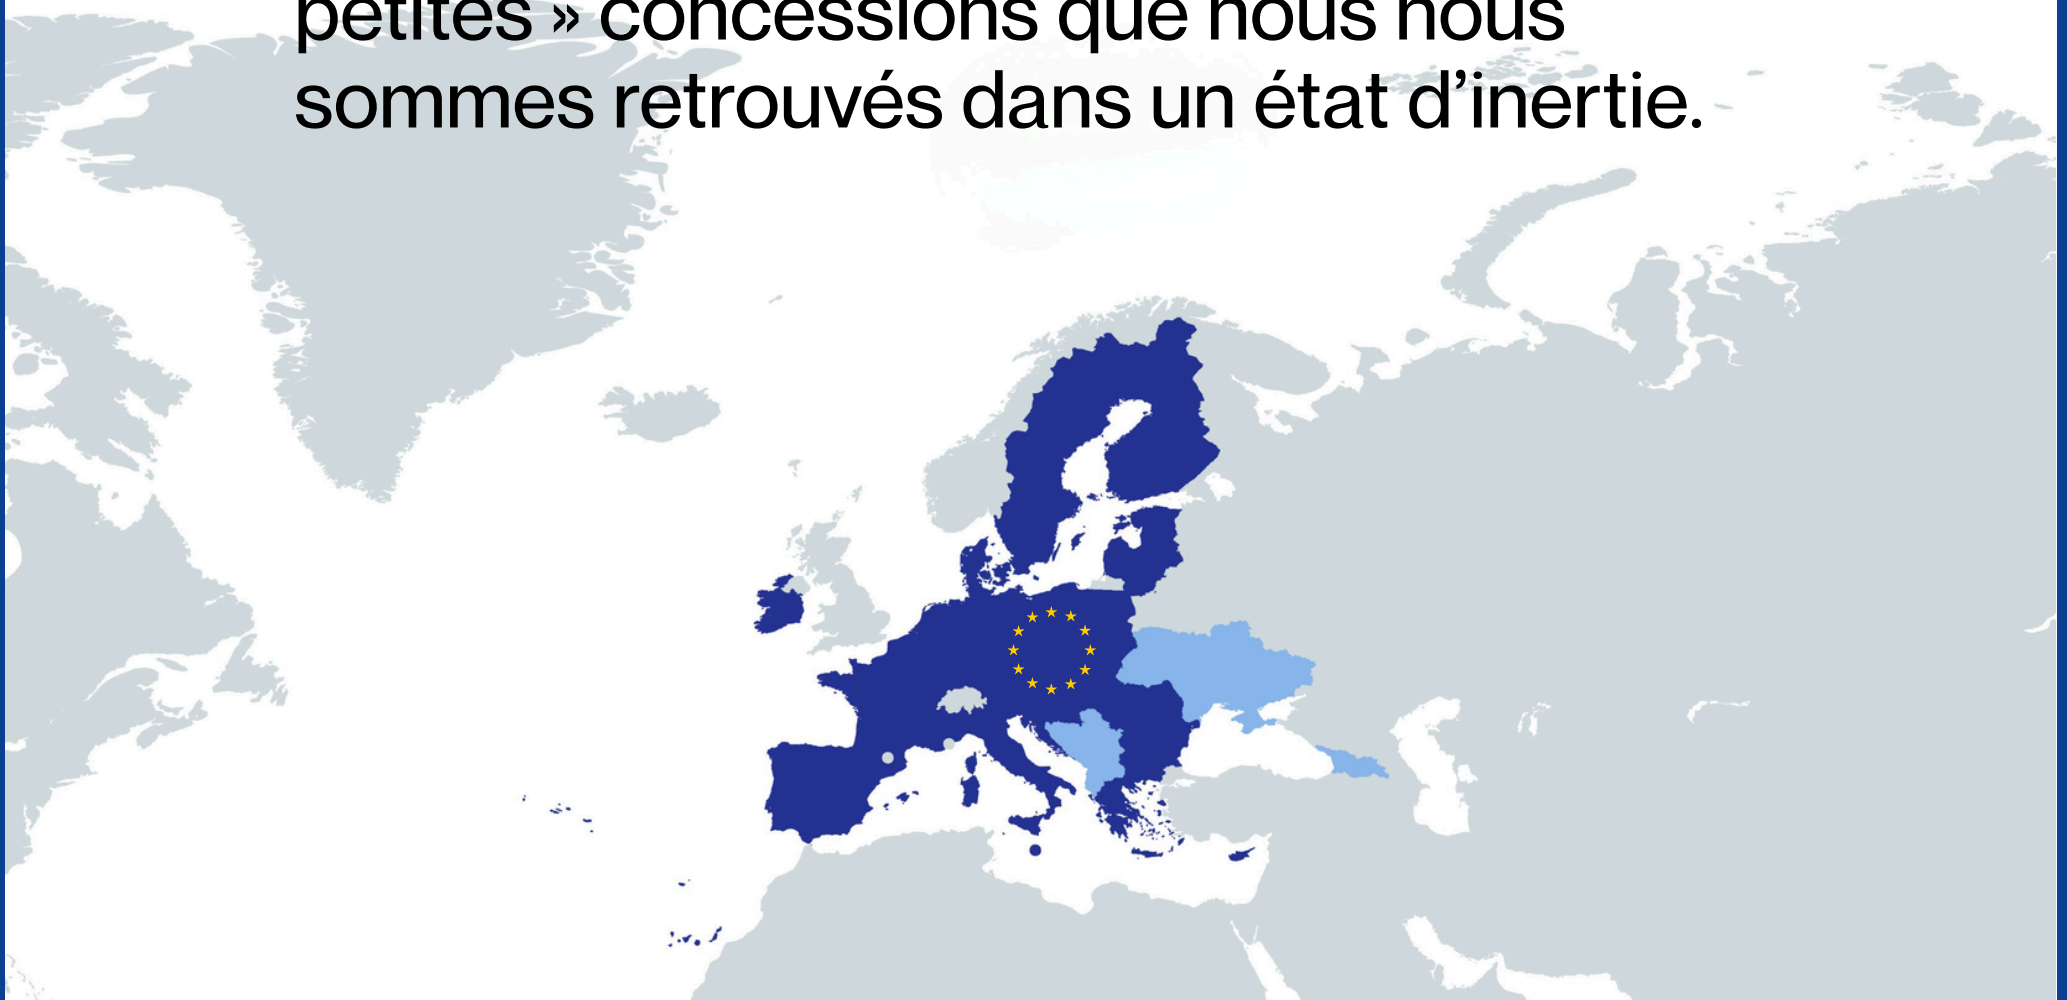 petites » concessions que nous nous
sommes retrouvés dans un état d’inertie.